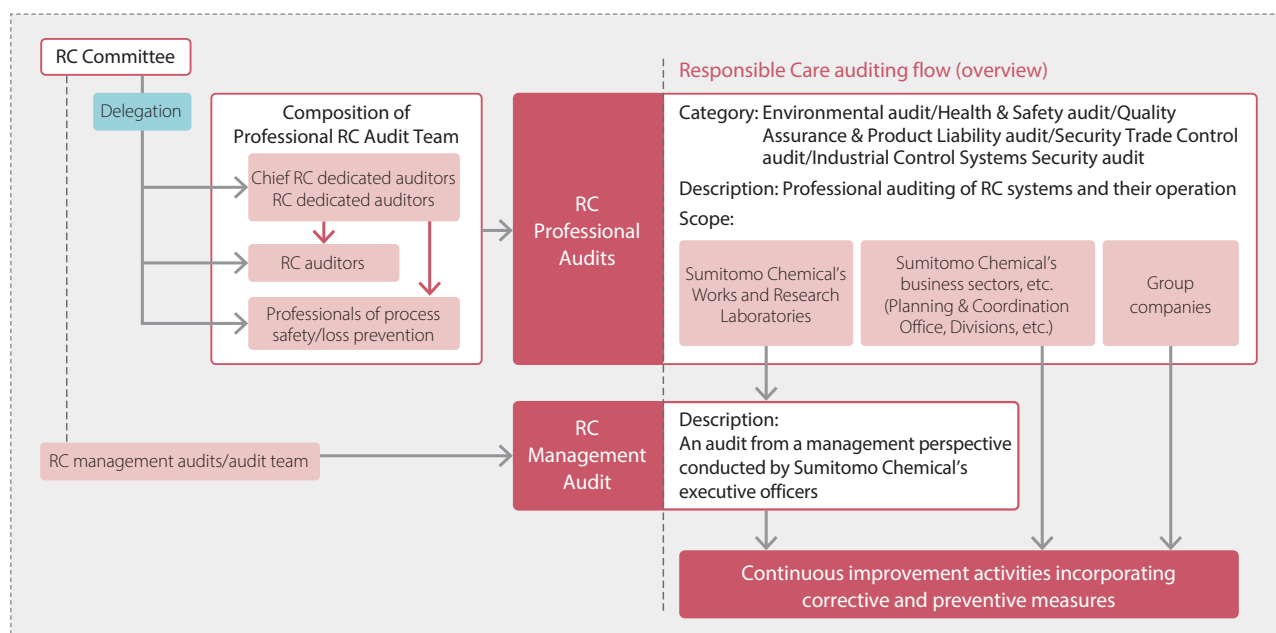 RC Committee
Delegation
Composition of
Professional RC Audit Team
Chief RC dedicated auditors
RC dedicated auditors
RC auditors
Professionals of process
safety/loss prevention
RC management audits/audit team
RC
Professional
Audits
Responsible Care auditing flow (overview)
Category: Environmental audit/Health & Safety audit/Quality
Assurance & Product Liability audit/Security Trade Control
audit/Industrial Control Systems Security audit
Description: Professional auditing of RC systems and their operation
Scope:
Sumitomo Chemical’s
Works and Research
Laboratories
Sumitomo Chemical’s
business sectors, etc.
(Planning & Coordination
Office, Divisions, etc.)
Group
companies
RC
Management
Audit
Description:
An audit from a management perspective
conducted by Sumitomo Chemical’s
executive officers
Continuous improvement activities incorporating
corrective and preventive measures